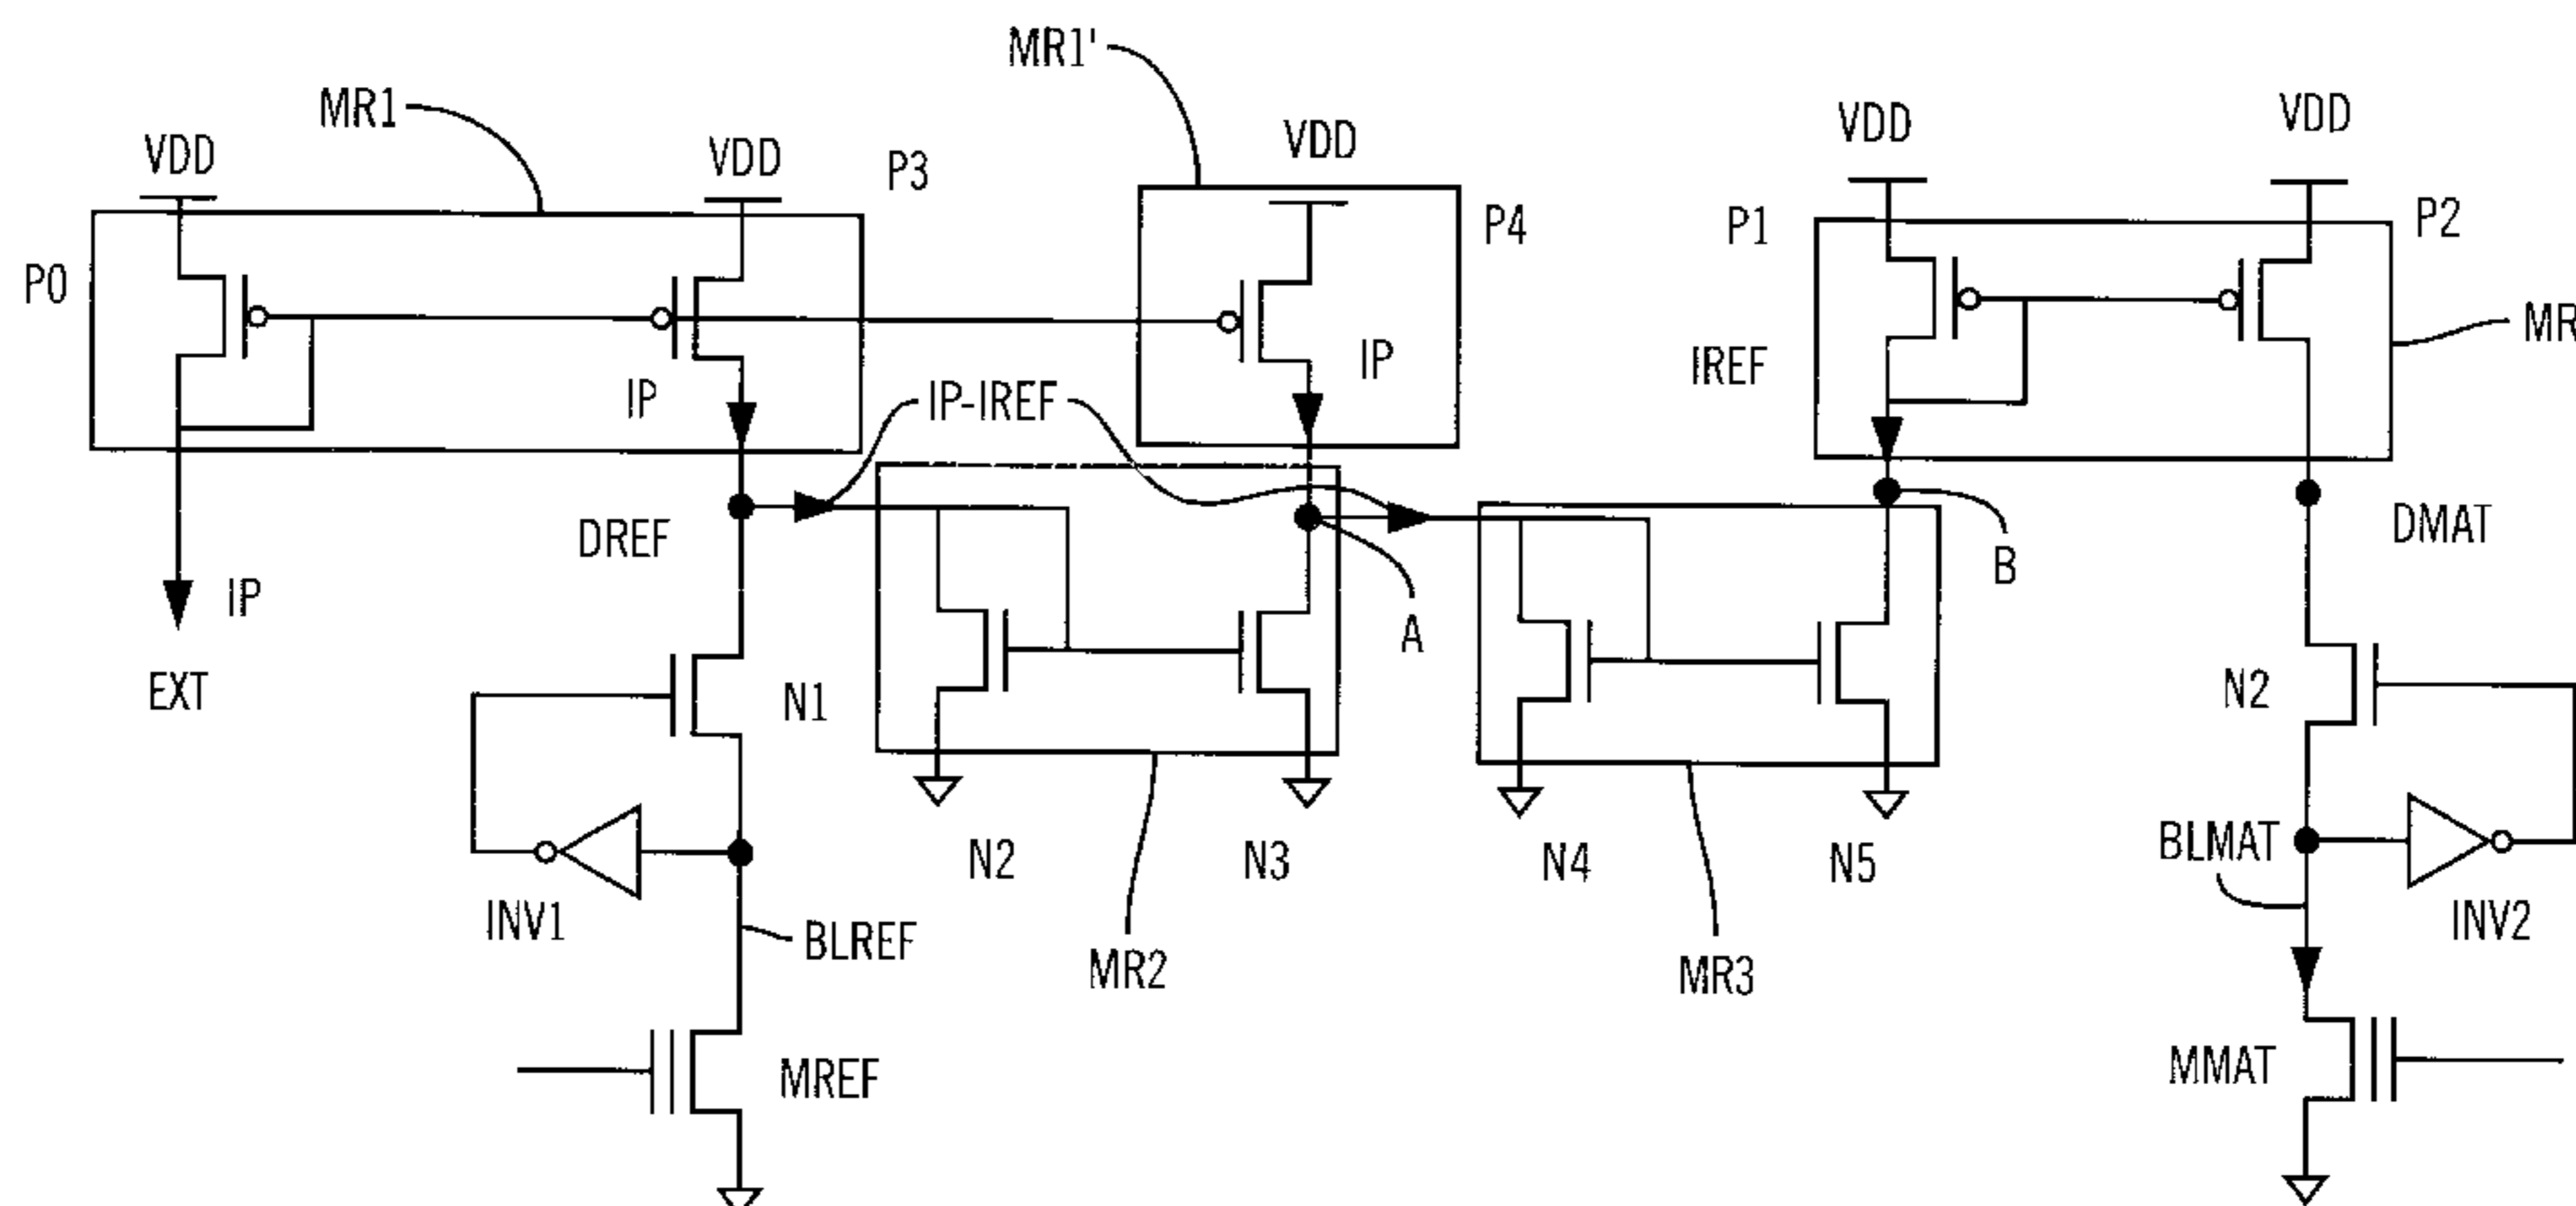 MR1'
MR1
VDD
VDD
P3
VDD
VDD
VDD
P0
P4
P1
P2
MR
IP
IP-IREF
IP
IREF
DREF
DMAT
B
IP
A
EXT
N1
N2
BLMAT
N2
N3
N4
N5
INV1
BLREF
INV2
MR2
MR3
MREF
MMAT